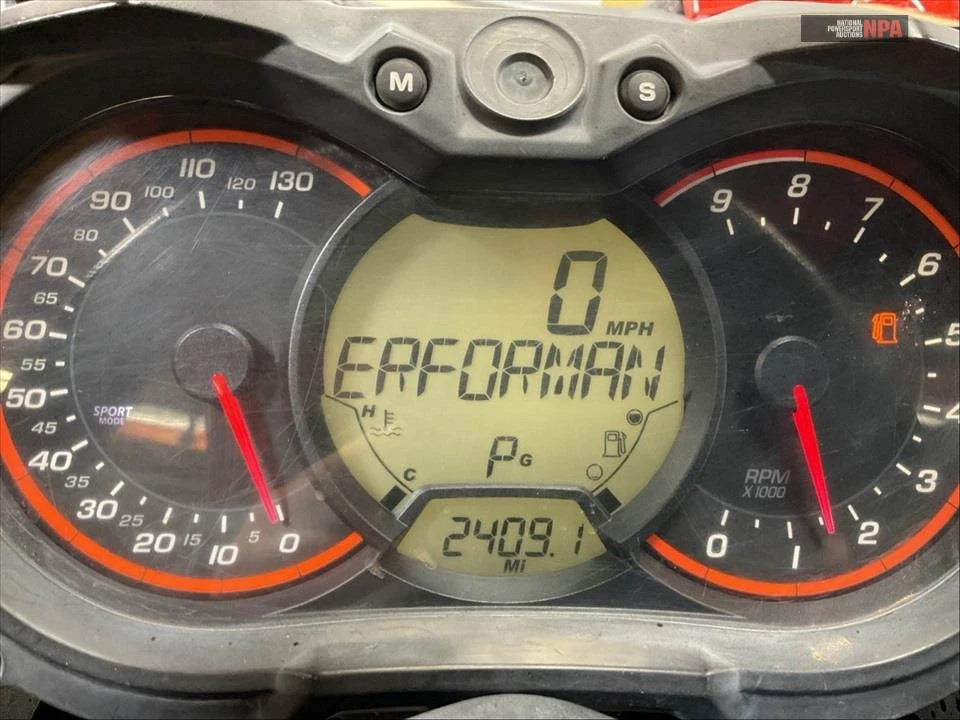 NATIONAL
POWERSPORT
AUCTIONS
NPA
M
S
0 5 10 15 20 25 30 35 40 45 50 55 60 65 70 80 90 100 110 120 130
SPORT
MODE
0
MPH
ERFORMAN
H
C
P G
2409.1
Mi
9 8 7 6 5 4 3 2 1 0
RPM
X 1000